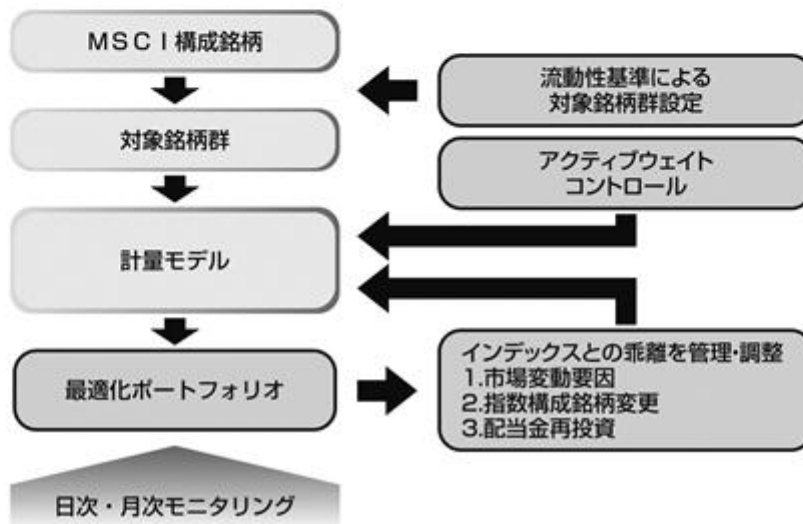 MSCI構成銘柄
流動性基準による
対象銘柄群設定
対象銘柄群
アクティブウェイト
コントロール
計量モデル
最適化ポートフォリオ
インデックスとの乖離を管理・調整
1.市場変動要因
2.指数構成銘柄変更
3.配当金再投資
日次・月次モニタリング